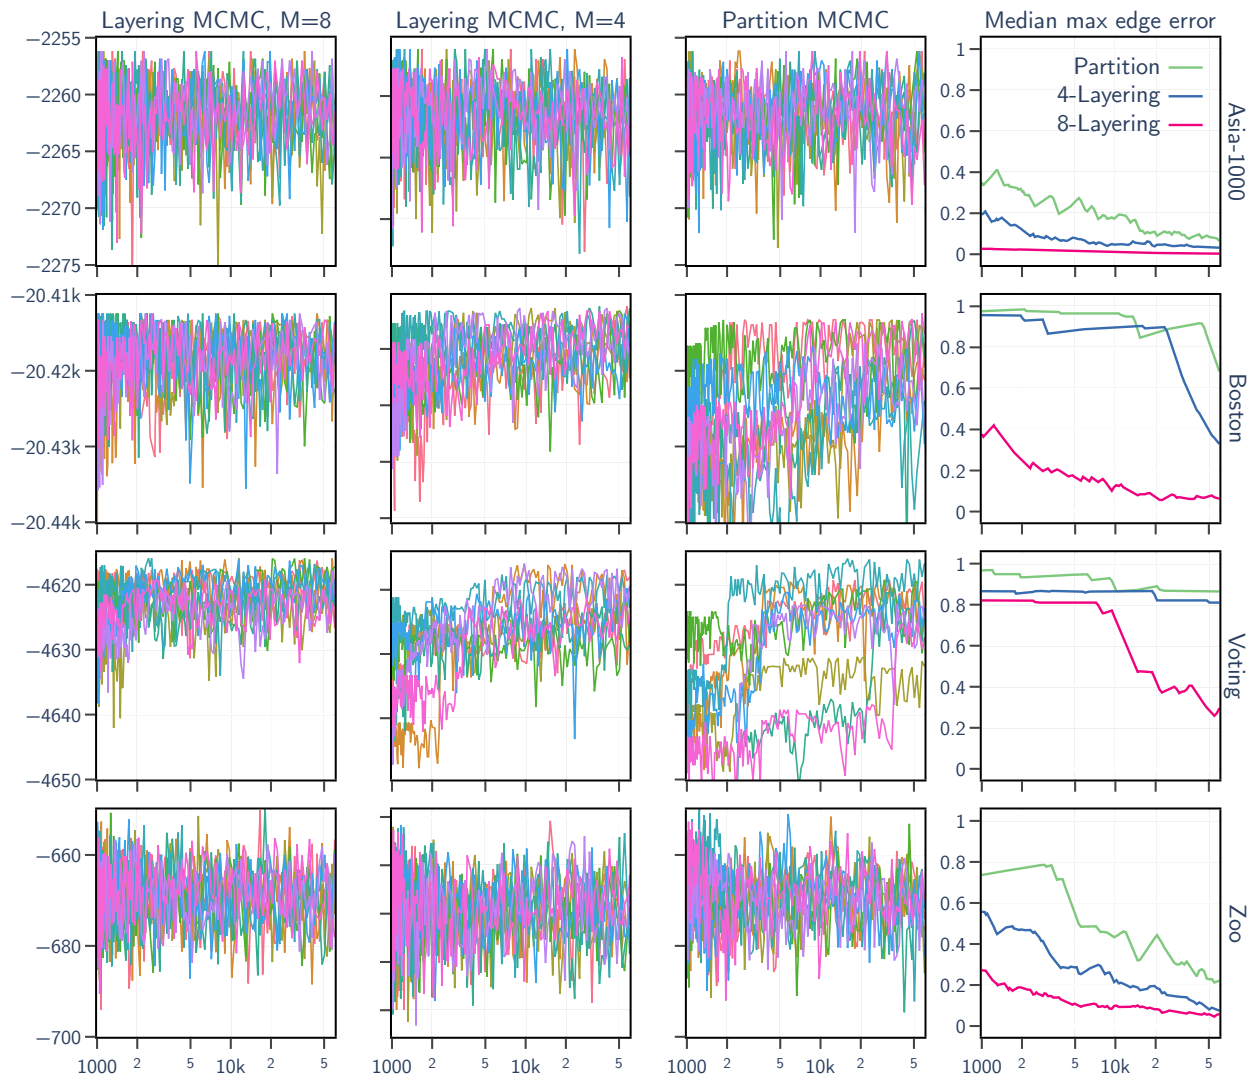 Layering MCMC, M=8
Layering MCMC, M=4
Partition MCMC
Median max edge error
−2255
−2260
−2265
−2270
−2275
1
0.8
0.6
0.4
0.2
0
Partition
4-Layering
8-Layering
Asia-1000
−20.41k
−20.42k
−20.43k
−20.44k
1
0.8
0.6
0.4
0.2
0
Boston
−4620
−4630
−4640
−4650
1
0.8
0.6
0.4
0.2
0
Voting
−660
−680
−700
1
0.8
0.6
0.4
0.2
0
Zoo
1000 2 5 10k 2 5
1000 2 5 10k 2 5
1000 2 5 10k 2 5
1000 2 5 10k 2 5